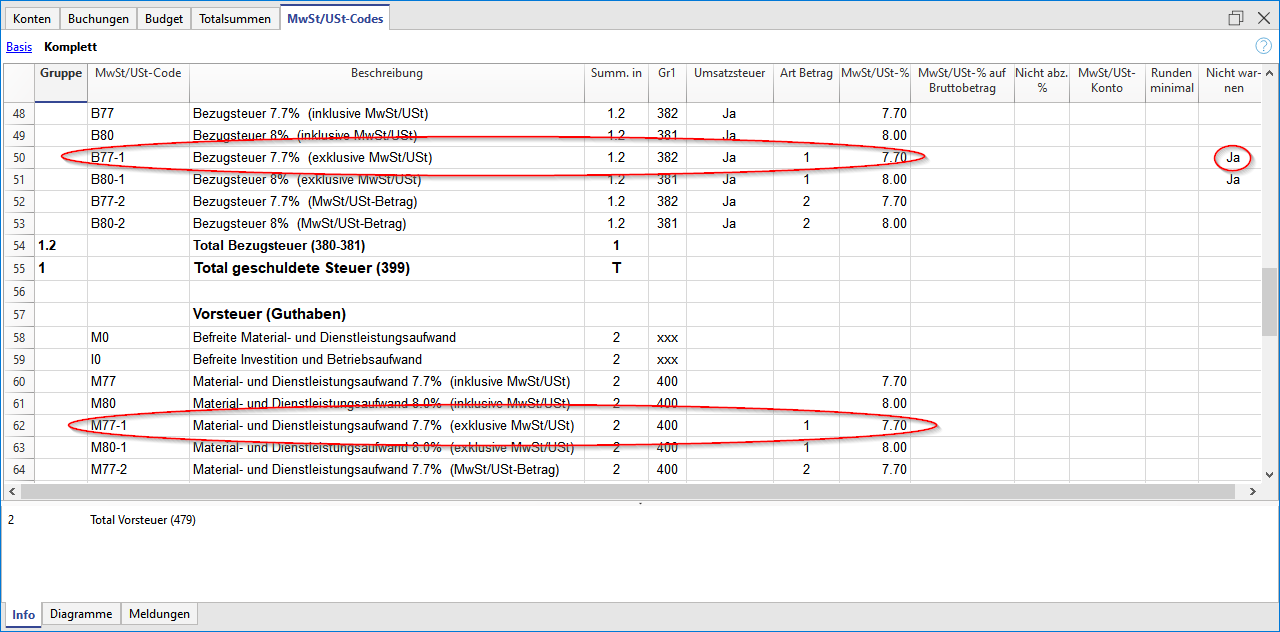 Konten Buchungen Budget Totalsummen MwSt/USt-Codes
Basis Komplett ?
Gruppe MwSt/USt-Code Beschreibung Summ. in Gr1 Umsatzsteuer Art Betrag MwSt/USt-% MwSt/USt-% auf Bruttobetrag Nicht abz. % MwSt/USt-Konto Runden minimal Nicht war-nen
48 B77 Bezugsteuer 7.7% (inklusive MwSt/USt) 1.2 382 Ja 7.70
49 B80 Bezugsteuer 8% (inklusive MwSt/USt) 1.2 381 Ja 8.00
50 B77-1 Bezugsteuer 7.7% (exklusive MwSt/USt) 1.2 382 Ja 1 7.70 Ja
51 B80-1 Bezugsteuer 8% (exklusive MwSt/USt) 1.2 381 Ja 1 8.00 Ja
52 B77-2 Bezugsteuer 7.7% (MwSt/USt-Betrag) 1.2 382 Ja 2 7.70
53 B80-2 Bezugsteuer 8% (MwSt/USt-Betrag) 1.2 381 Ja 2 8.00
54 1.2 Total Bezugsteuer (380-381) 1
55 1 Total geschuldete Steuer (399) T
56
57 Vorsteuer (Guthaben)
58 M0 Befreite Material- und Dienstleistungsaufwand 2 xxx
59 I0 Befreite Investition und Betriebsaufwand 2 xxx
60 M77 Material- und Dienstleistungsaufwand 7.7% (inklusive MwSt/USt) 2 400 7.70
61 M80 Material- und Dienstleistungsaufwand 8.0% (inklusive MwSt/USt) 2 400 8.00
62 M77-1 Material- und Dienstleistungsaufwand 7.7% (exklusive MwSt/USt) 2 400 1 7.70
63 M80-1 Material- und Dienstleistungsaufwand 8.0% (exklusive MwSt/USt) 2 400 1 8.00
64 M77-2 Material- und Dienstleistungsaufwand 7.7% (MwSt/USt-Betrag) 2 400 2 7.70
2 Total Vorsteuer (479)
Info Diagramme Meldungen